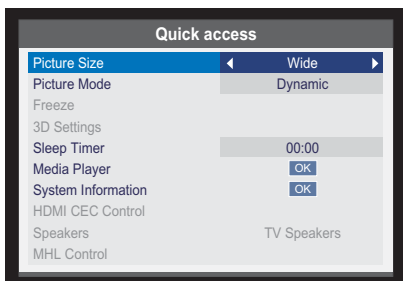 Quick access
Picture Size Wide
Picture Mode Dynamic
Freeze
3D Settings
Sleep Timer 00:00
Media Player OK
System Information OK
HDMI CEC Control
Speakers TV Speakers
MHL Control